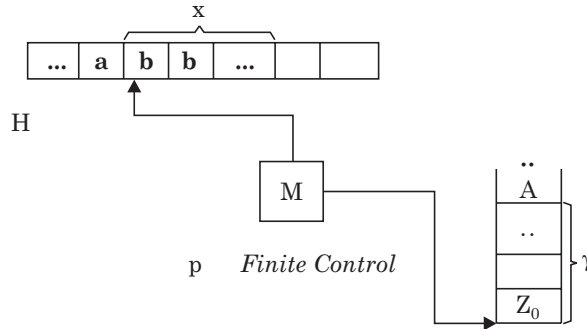 x
... a b b ...
H
M
..
A
..
γ
p Finite Control
Z0